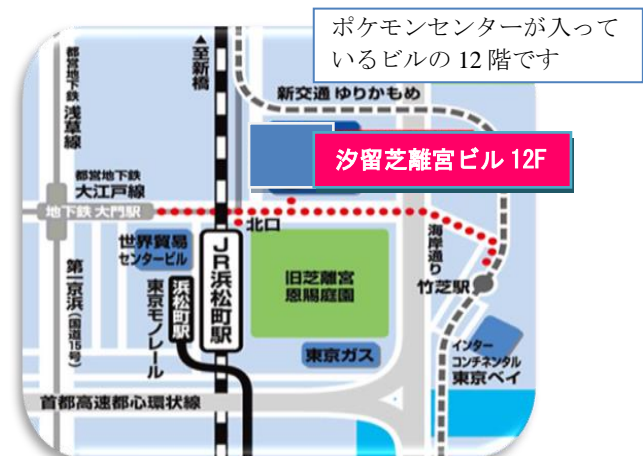 ポケモンセンターが入って
いるビルの 12 階です
▲至新橋
都営地下鉄
浅草線
新交通 ゆりかもめ
汐留芝離宮ビル 12F
都営地下鉄
大江戸線
地下鉄 大門駅
北口
海岸通り
世界貿易
センタービル
JR浜松町駅
浜松町駅
東京モノレール
旧芝離宮
恩賜庭園
竹芝駅
第一京浜(国道15号)
東京ガス
インター
コンチネンタル
東京ベイ
首都高速都心環状線